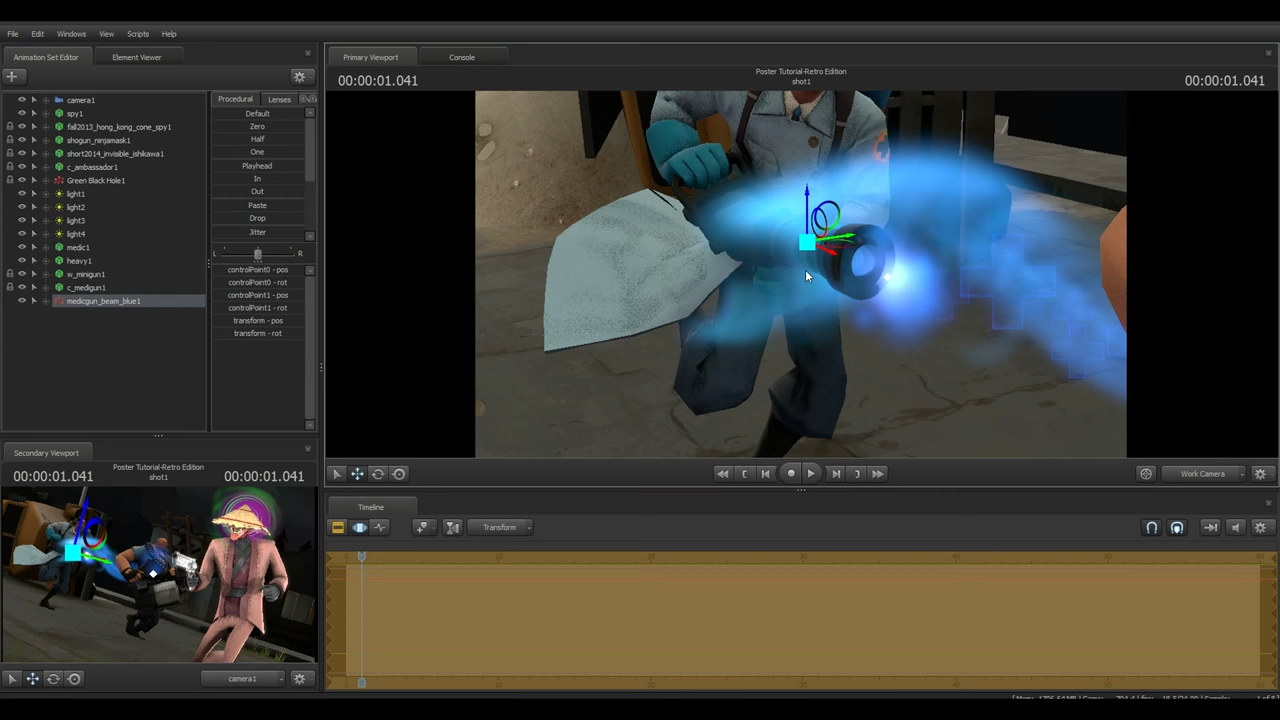 File Edit Windows View Scripts Help
Animation Set Editor Element Viewer
Primary Viewport Console
00:00:01.041 Poster Tutorial-Retro Edition 00:00:01.041
shot1
camera1
spy1
fall2013_hong_kong_cone_spy1
shogun_ninjamask1
short2014_invisible_ishikawa1
c_ambassador1
Green Black Hole1
light1
light2
light3
light4
medic1
heavy1
w_minigun1
c_medigun1
medicgun_beam_blue1
Procedural Lenses
Default
Zero
Half
One
Playhead
In
Out
Paste
Drop
Jitter
L R
controlPoint0 - pos
controlPoint0 - rot
controlPoint1 - pos
controlPoint1 - rot
transform - pos
transform - rot
Work Camera
Secondary Viewport
00:00:01.041 Poster Tutorial-Retro Edition 00:00:01.041
shot1
camera1
Timeline
Transform